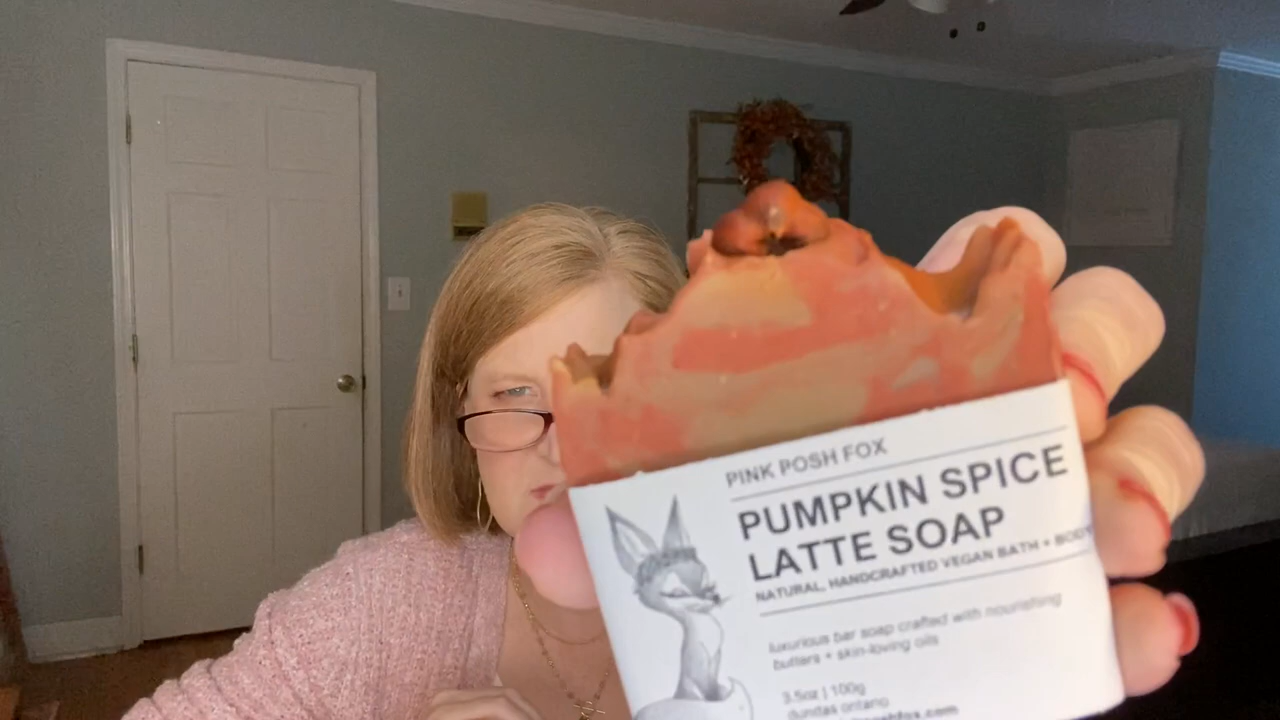 PINK POSH FOX
PUMPKIN SPICE
LATTE SOAP
NATURAL, HANDCRAFTED VEGAN BATH + BODY
luxurious bar soap crafted with nourishing
butters + skin-loving oils
3.5oz | 100g
dundas ontario